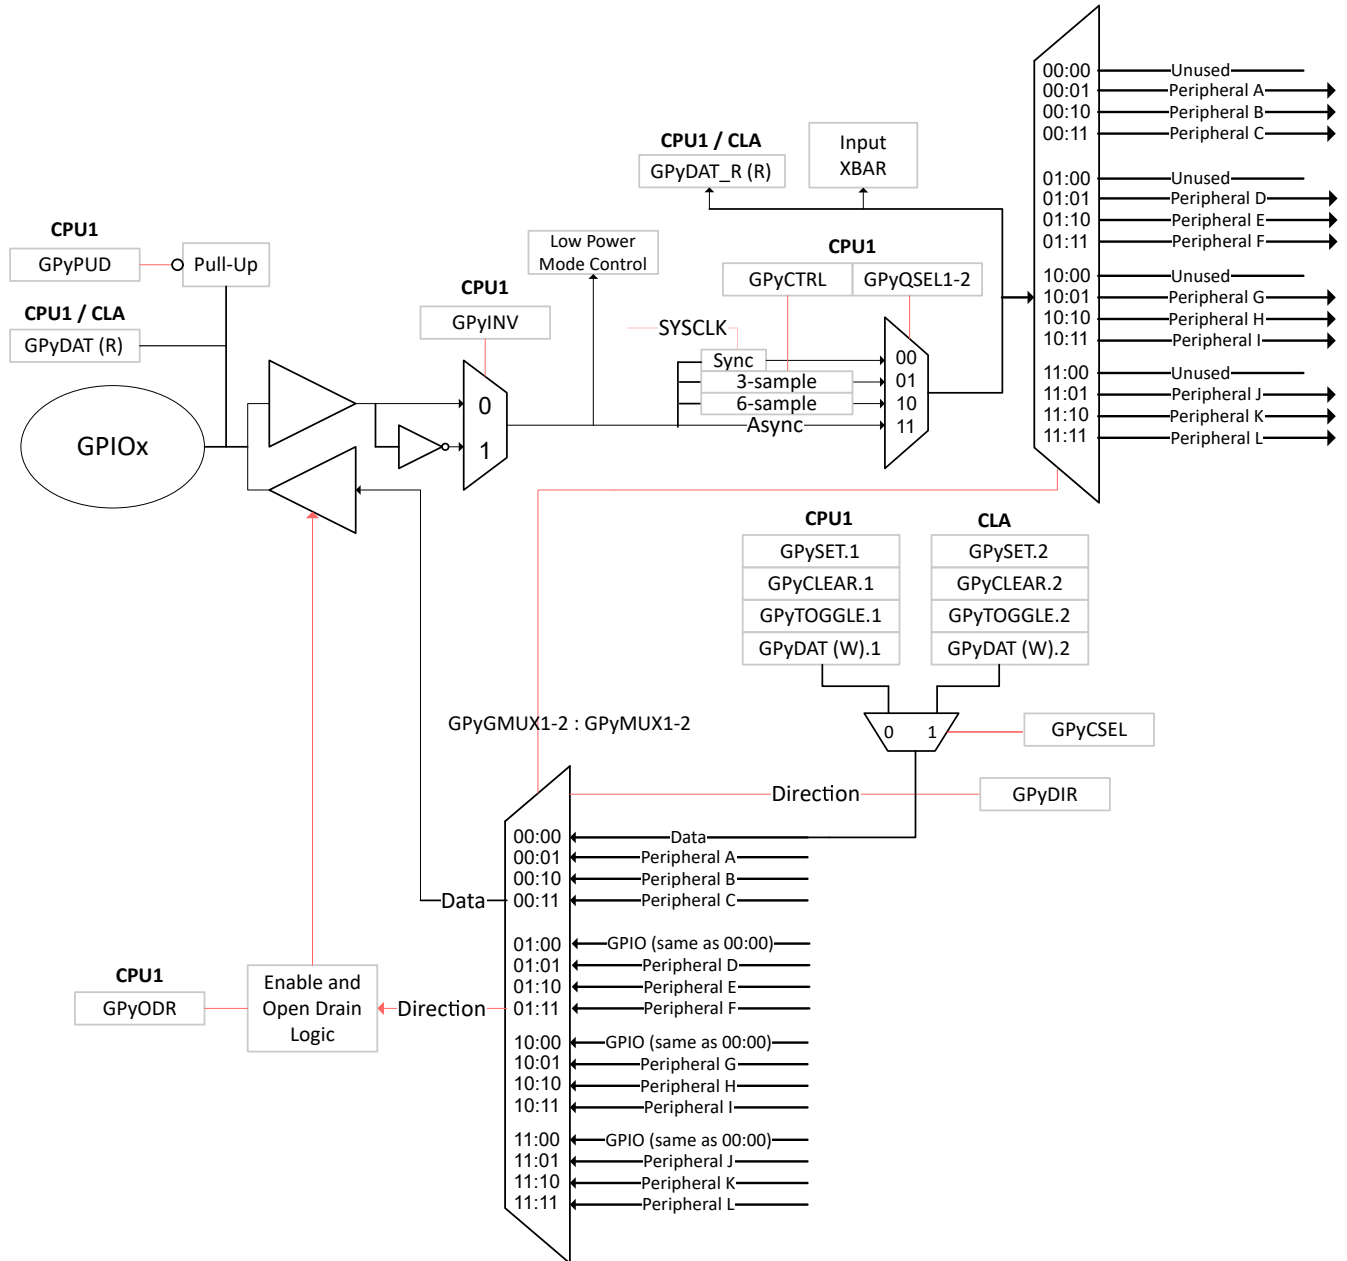 00:00
Unused
00:01
Peripheral A
00:10
Peripheral B
00:11
Peripheral C
01:00
Unused
01:01
Peripheral D
01:10
Peripheral E
01:11
Peripheral F
10:00
Unused
10:01
Peripheral G
10:10
Peripheral H
10:11
Peripheral I
11:00
Unused
11:01
Peripheral J
11:10
Peripheral K
11:11
Peripheral L
CPU1 / CLA
GPyDAT_R (R)
Input
XBAR
CPU1
GPyPUD
Pull-Up
CPU1 / CLA
GPyDAT (R)
GPIOx
CPU1
GPyINV
0
1
Low Power
Mode Control
CPU1
GPyCTRL
GPyQSEL1-2
SYSCLK
Sync
3-sample
6-sample
Async
00
01
10
11
CPU1
GPySET.1
GPyCLEAR.1
GPyTOGGLE.1
GPyDAT (W).1
CLA
GPySET.2
GPyCLEAR.2
GPyTOGGLE.2
GPyDAT (W).2
0 1
GPyCSEL
GPyGMUX1-2 : GPyMUX1-2
Direction
GPyDIR
00:00
Data
00:01
Peripheral A
00:10
Peripheral B
00:11
Peripheral C
Data
01:00
GPIO (same as 00:00)
01:01
Peripheral D
01:10
Peripheral E
01:11
Peripheral F
10:00
GPIO (same as 00:00)
10:01
Peripheral G
10:10
Peripheral H
10:11
Peripheral I
11:00
GPIO (same as 00:00)
11:01
Peripheral J
11:10
Peripheral K
11:11
Peripheral L
CPU1
GPyODR
Enable and
Open Drain
Logic
Direction